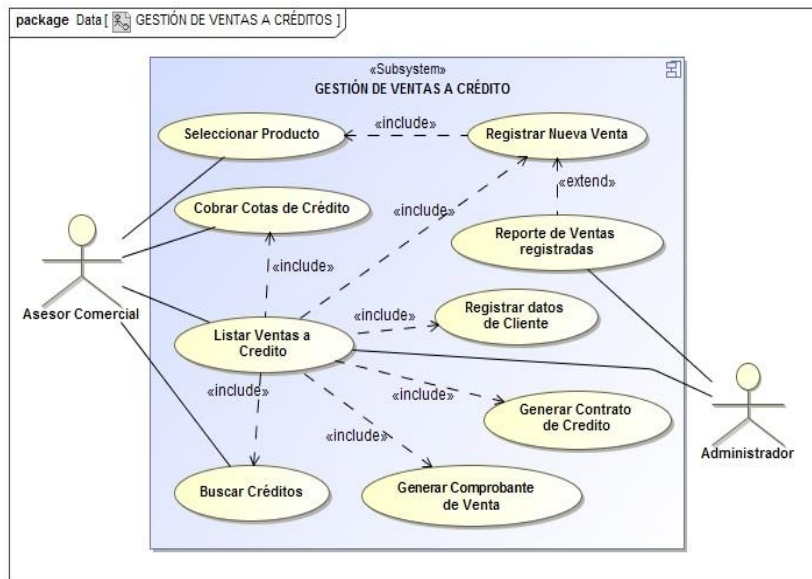 package Data [ GESTIÓN DE VENTAS A CRÉDITOS ]
«Subsystem»
GESTIÓN DE VENTAS A CRÉDITO
Seleccionar Producto
«include»
Registrar Nueva Venta
«extend»
Cobrar Cotas de Crédito
«include»
Reporte de Ventas
registradas
«include»
Asesor Comercial
Registrar datos
de Cliente
«include»
Listar Ventas a
Credito
«include»
«include»
Generar Contrato
de Credito
«include»
Administrador
Buscar Créditos
Generar Comprobante
de Venta